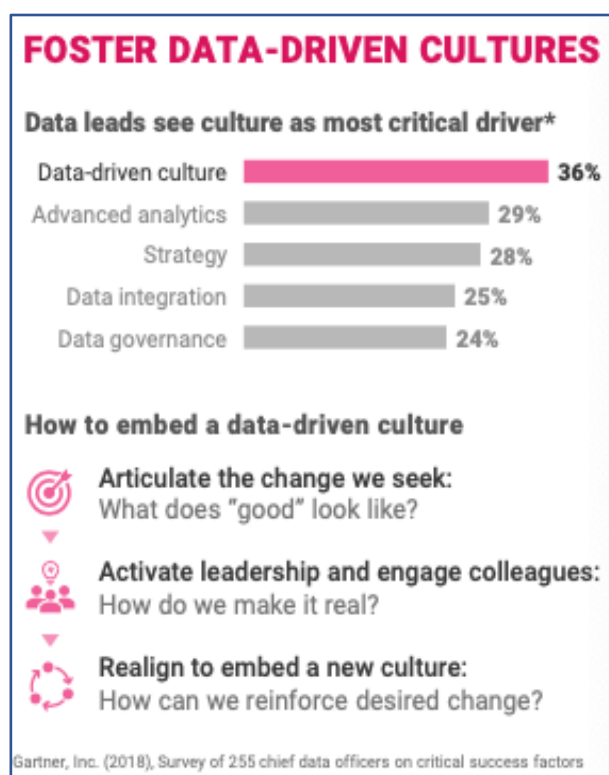 FOSTER DATA-DRIVEN CULTURES
Data leads see culture as most critical driver*
Data-driven culture 36%
Advanced analytics 29%
Strategy 28%
Data integration 25%
Data governance 24%
How to embed a data-driven culture
Articulate the change we seek:
What does "good" look like?
Activate leadership and engage colleagues:
How do we make it real?
Realign to embed a new culture:
How can we reinforce desired change?
Gartner, Inc. (2018), Survey of 255 chief data officers on critical success factors